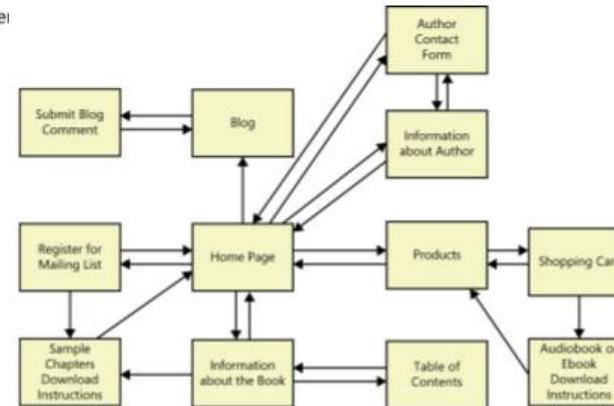 Author
Contact
Form
Submit Blog
Comment
Blog
Information
about Author
Register for
Mailing List
Home Page
Products
Shopping Car
Sample
Chapters
Download
Instructions
Information
about the Book
Table of
Contents
Audiobook or
Ebook
Download
Instructions